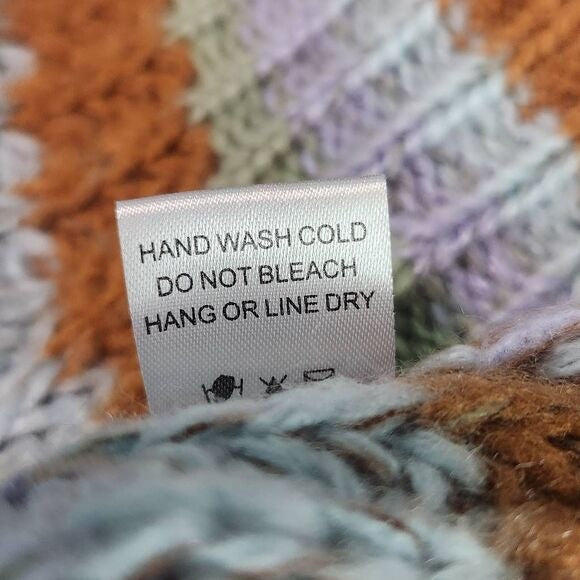 HAND WASH COLD
DO NOT BLEACH
HANG OR LINE DRY